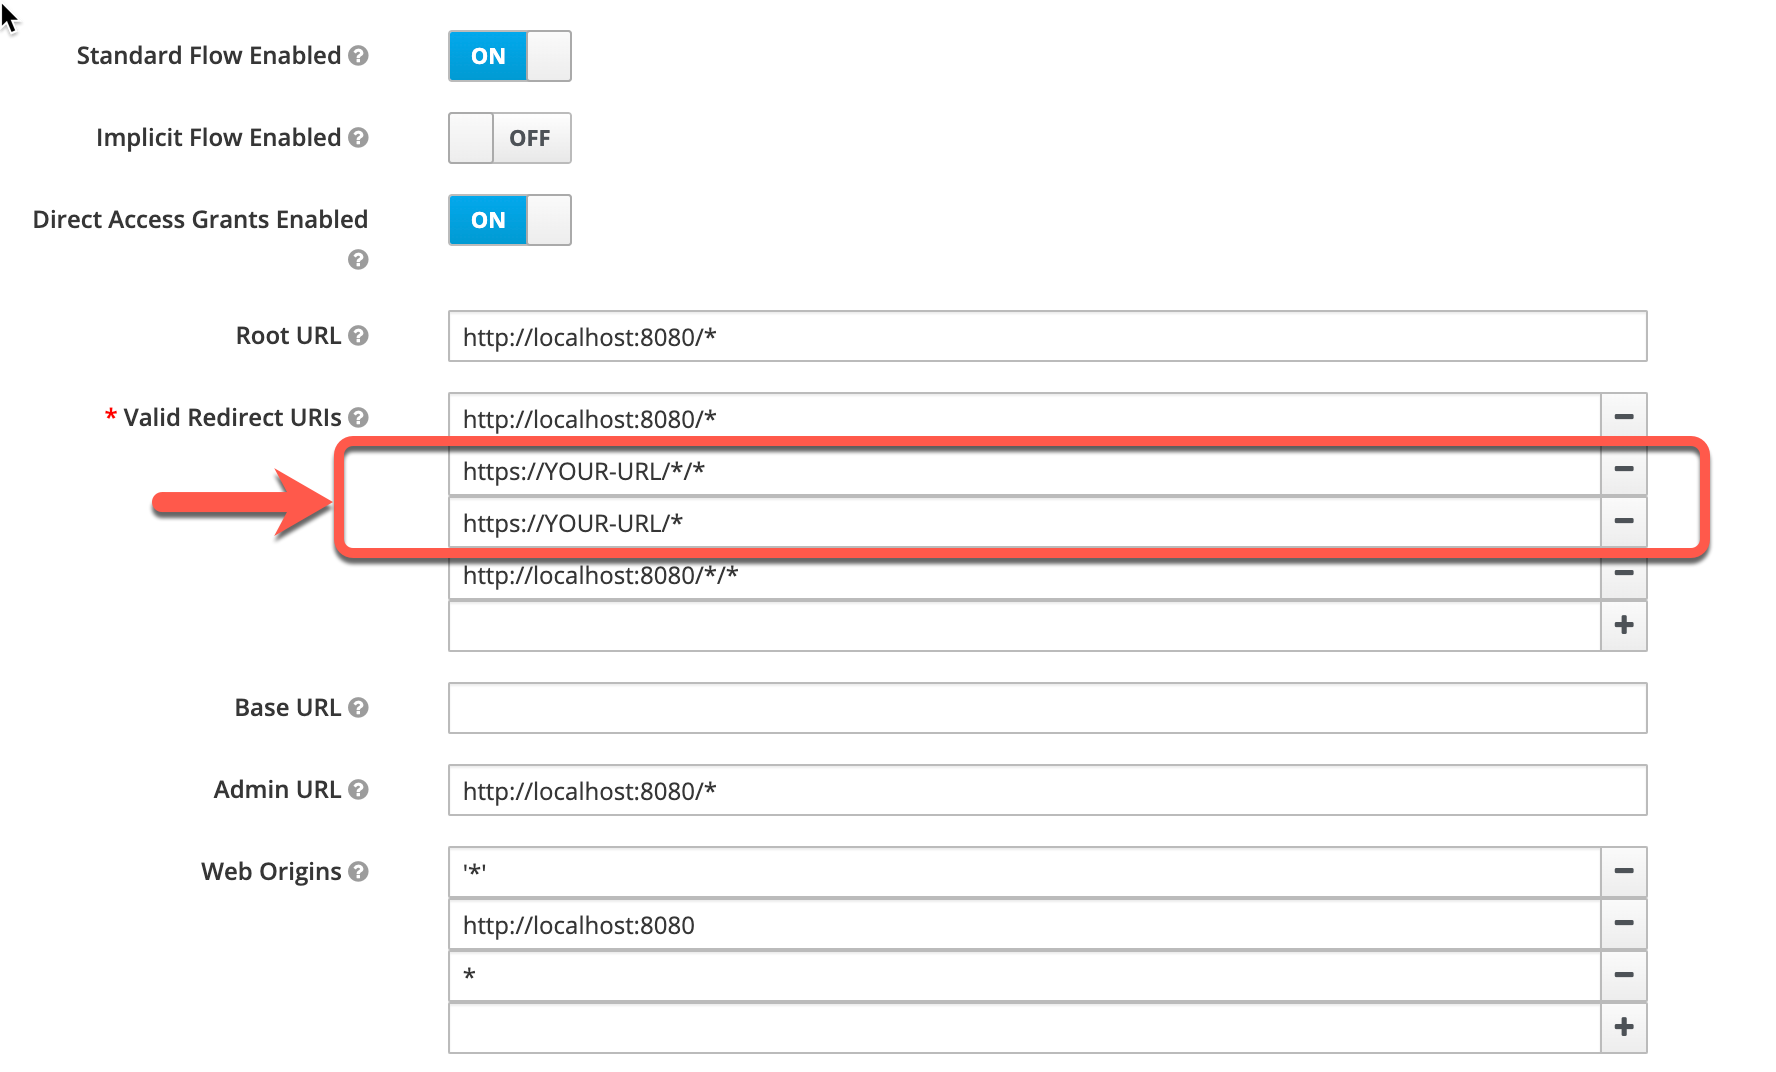 Standard Flow Enabled ON
Implicit Flow Enabled OFF
Direct Access Grants Enabled ON
Root URL http://localhost:8080/*
* Valid Redirect URIs http://localhost:8080/*
https://YOUR-URL/*/*
https://YOUR-URL/*
http://localhost:8080/*/*
Base URL
Admin URL http://localhost:8080/*
Web Origins '*'
http://localhost:8080
*